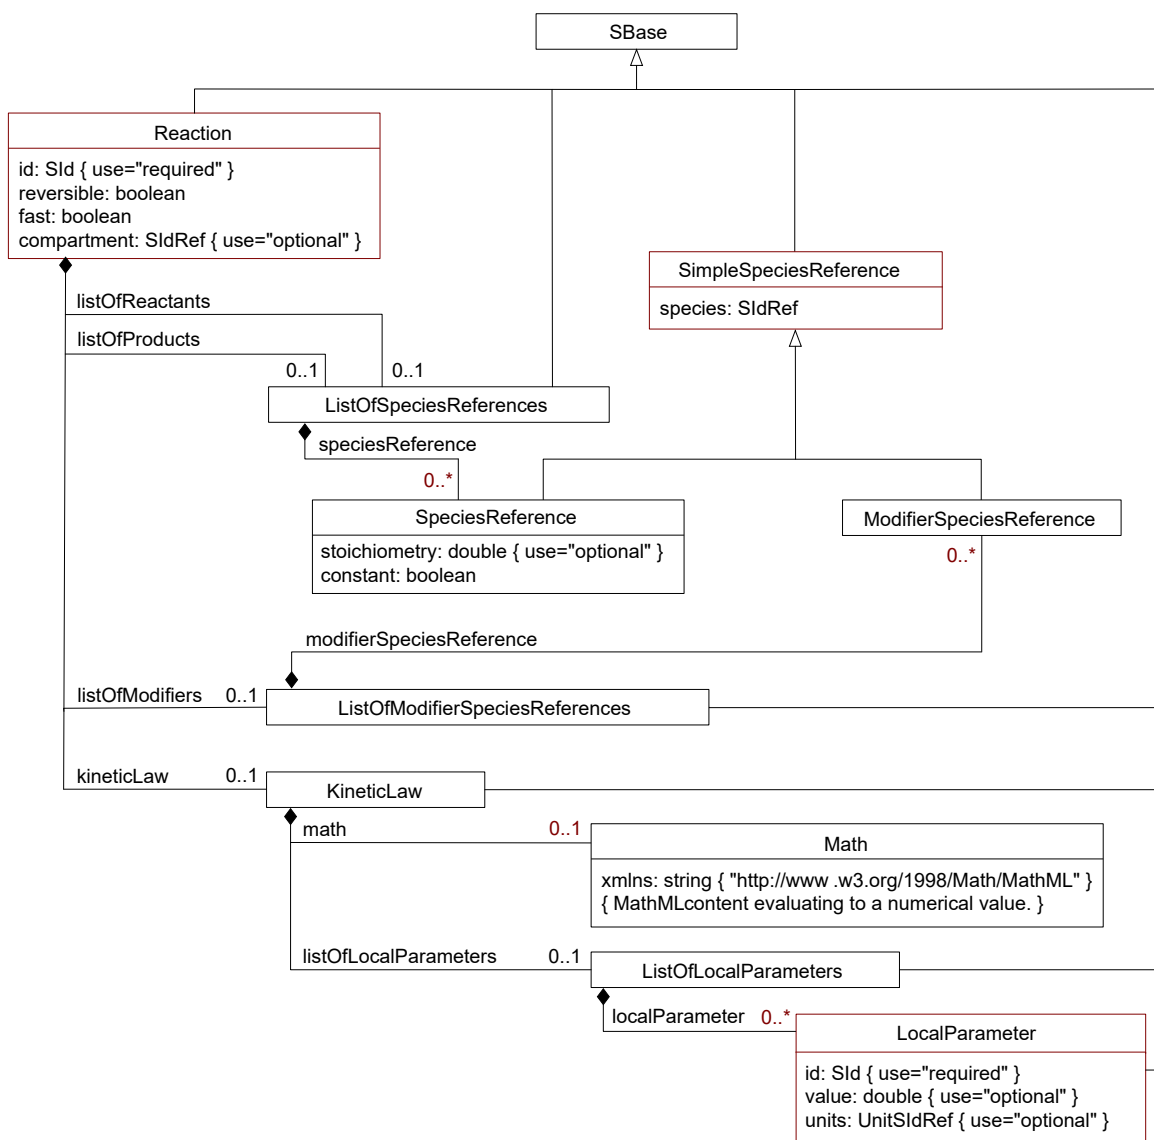 SBase
Reaction
id: SId { use="required" }
reversible: boolean
fast: boolean
compartment: SIdRef { use="optional" }
SimpleSpeciesReference
species: SIdRef
listOfReactants
listOfProducts
0..1
0..1
ListOfSpeciesReferences
speciesReference
0..*
SpeciesReference
stoichiometry: double { use="optional" }
constant: boolean
ModifierSpeciesReference
0..*
modifierSpeciesReference
listOfModifiers
0..1
ListOfModifierSpeciesReferences
kineticLaw
0..1
KineticLaw
math
0..1
Math
xmlns: string { "http://www .w3.org/1998/Math/MathML" }
{ MathMLcontent evaluating to a numerical value. }
listOfLocalParameters
0..1
ListOfLocalParameters
localParameter
0..*
LocalParameter
id: SId { use="required" }
value: double { use="optional" }
units: UnitSIdRef { use="optional" }